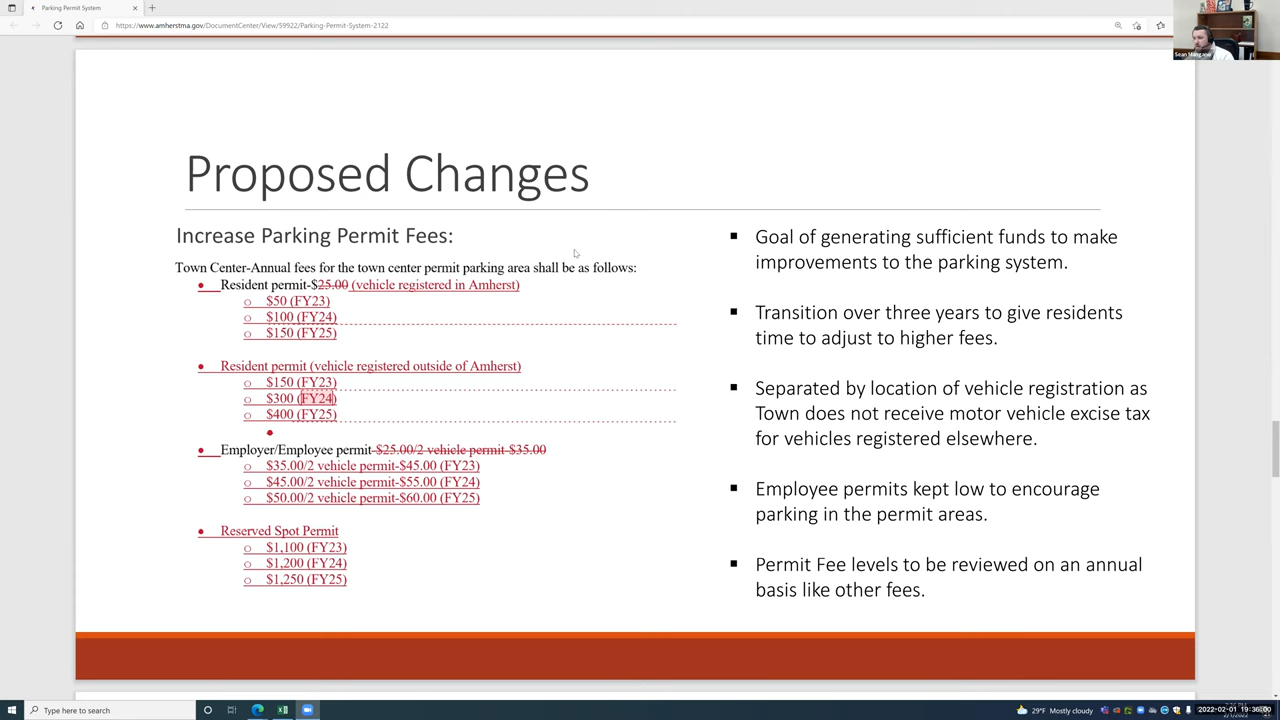 Parking Permit System
https://www.amherstma.gov/DocumentCenter/View/59922/Parking-Permit-System-2122
Sean Mangano
Proposed Changes
Increase Parking Permit Fees:
Town Center-Annual fees for the town center permit parking area shall be as follows:
Resident permit-$25.00 (vehicle registered in Amherst)
$50 (FY23)
$100 (FY24)
$150 (FY25)
Resident permit (vehicle registered outside of Amherst)
$150 (FY23)
$300 (FY24)
$400 (FY25)
Employer/Employee permit-$25.00/2 vehicle permit-$35.00
$35.00/2 vehicle permit-$45.00 (FY23)
$45.00/2 vehicle permit-$55.00 (FY24)
$50.00/2 vehicle permit-$60.00 (FY25)
Reserved Spot Permit
$1,100 (FY23)
$1,200 (FY24)
$1,250 (FY25)
Goal of generating sufficient funds to make
improvements to the parking system.
Transition over three years to give residents
time to adjust to higher fees.
Separated by location of vehicle registration as
Town does not receive motor vehicle excise tax
for vehicles registered elsewhere.
Employee permits kept low to encourage
parking in the permit areas.
Permit Fee levels to be reviewed on an annual
basis like other fees.
Type here to search
29°F Mostly cloudy
2022-02-01 19:36:00